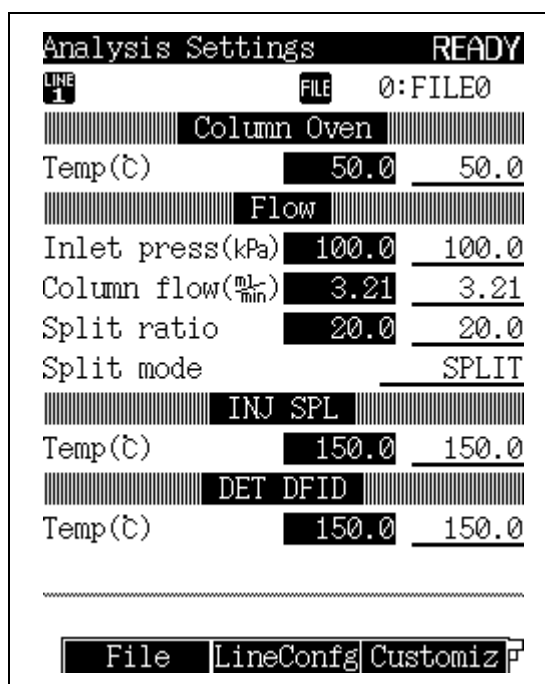 Analysis Settings READY
LINE 1 FILE 0:FILE0
Column Oven
Temp(℃) 50.0 50.0
Flow
Inlet press(kPa) 100.0 100.0
Column flow(ml/min) 3.21 3.21
Split ratio 20.0 20.0
Split mode SPLIT
INJ SPL
Temp(℃) 150.0 150.0
DET DFID
Temp(℃) 150.0 150.0
File LineConfg Customiz P